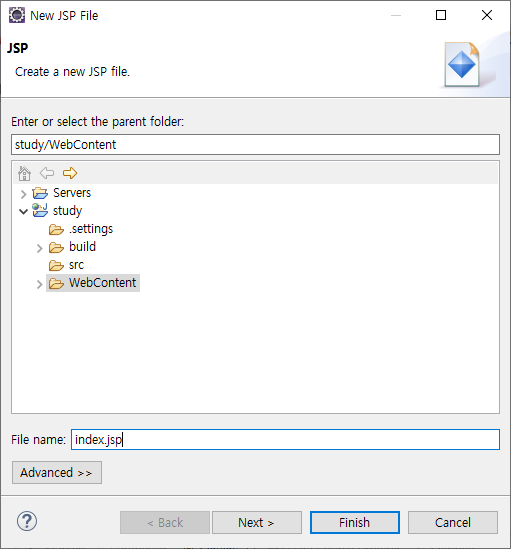 New JSP File
JSP
Create a new JSP file.
Enter or select the parent folder:
study/WebContent
Servers
study
.settings
build
src
WebContent
File name: index.jsp
Advanced >>
< Back Next > Finish Cancel